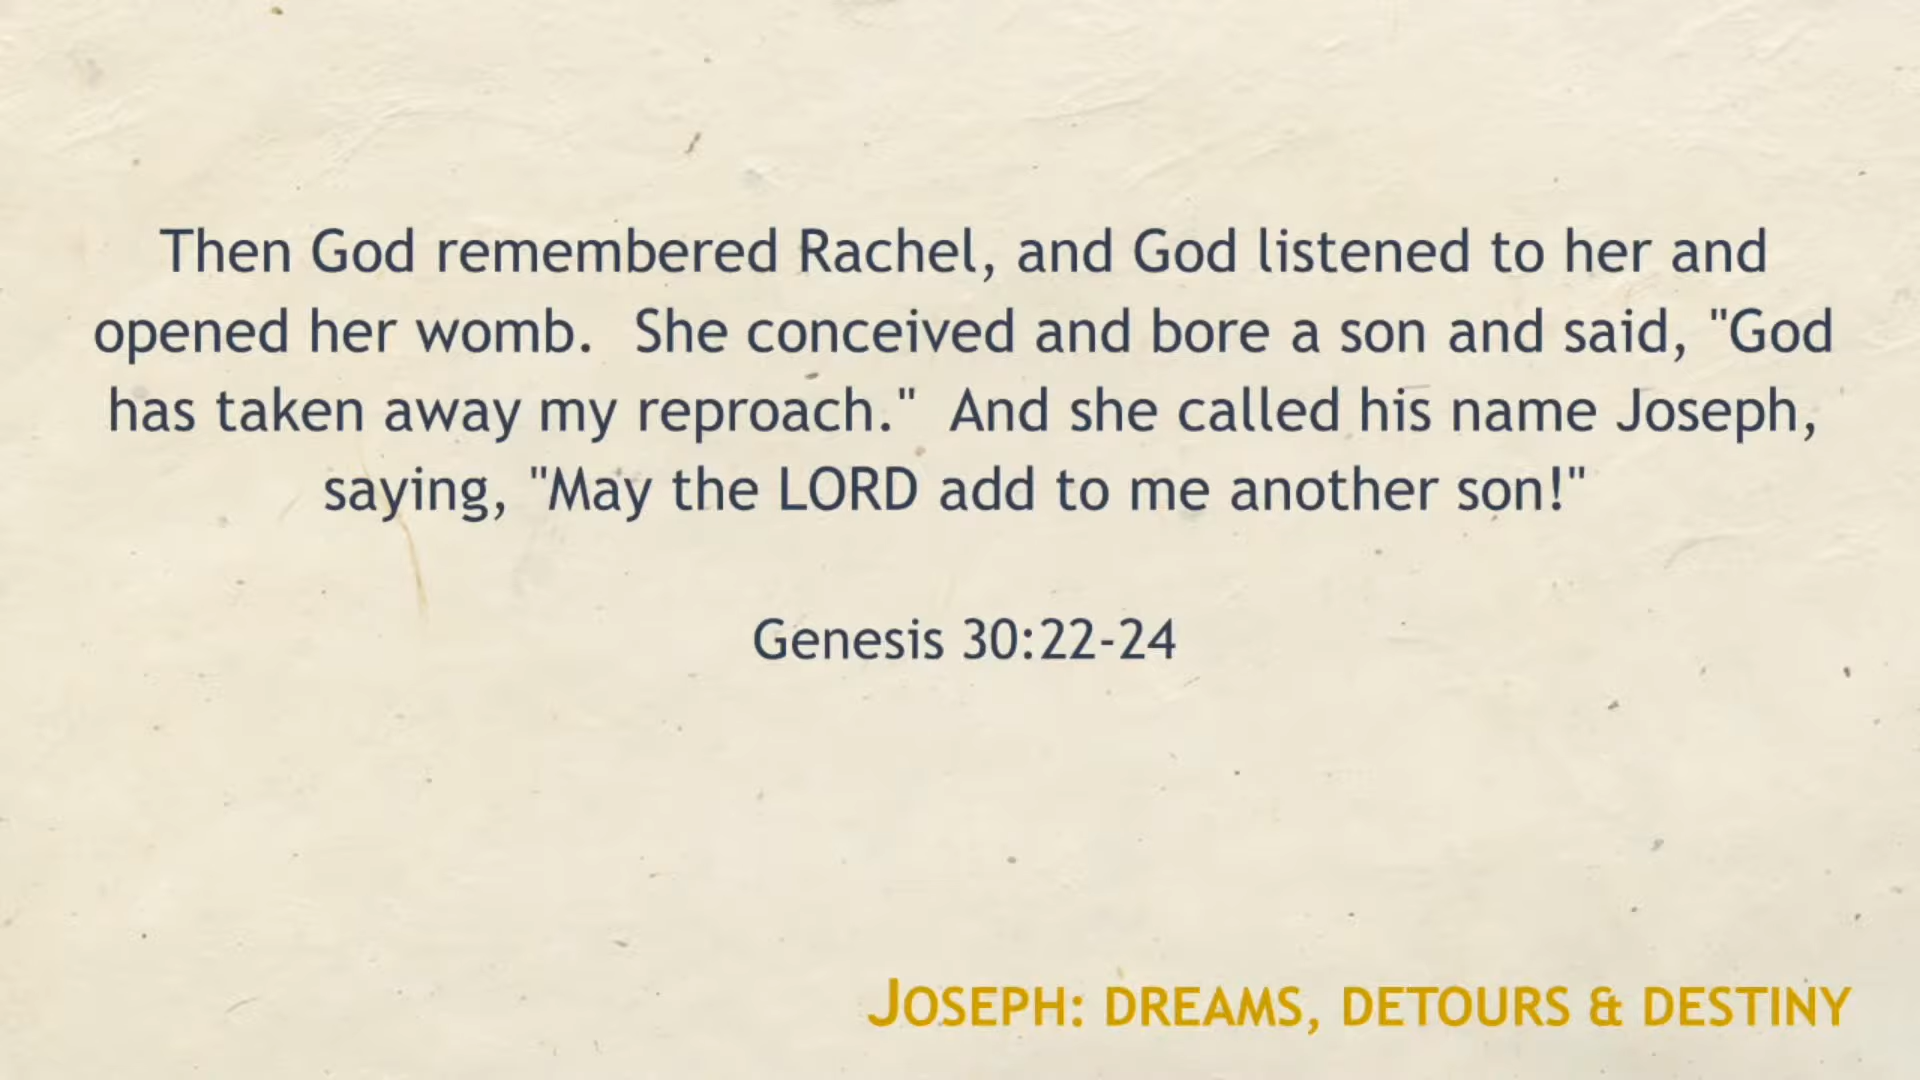 Then God remembered Rachel, and God listened to her and
opened her womb.  She conceived and bore a son and said, "God
has taken away my reproach."  And she called his name Joseph,
saying, "May the LORD add to me another son!"
Genesis 30:22-24
JOSEPH: DREAMS, DETOURS & DESTINY